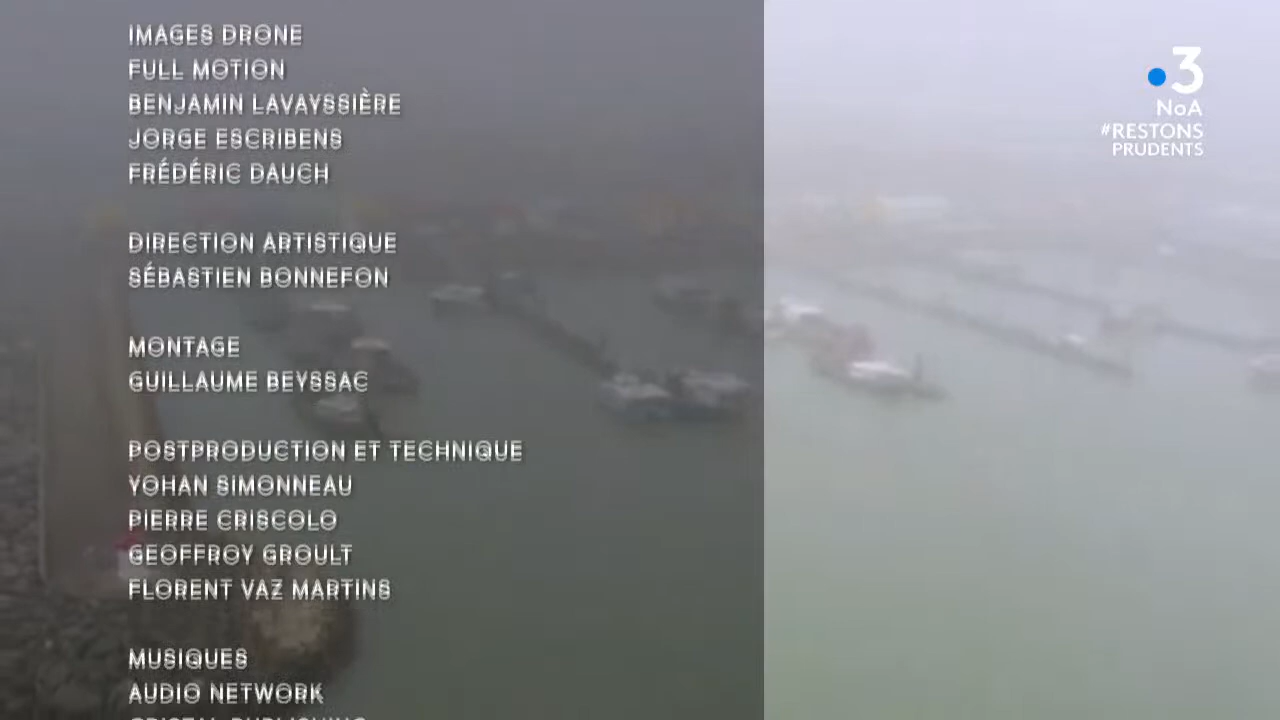 IMAGES DRONE
FULL MOTION
BENJAMIN LAVAYSSIÈRE
JORGE ESCRIBENS
FRÉDÉRIC DAUCH
DIRECTION ARTISTIQUE
SÉBASTIEN BONNEFON
MONTAGE
GUILLAUME BEYSSAC
POSTPRODUCTION ET TECHNIQUE
YOHAN SIMONNEAU
PIERRE CRISCOLO
GEOFFROY GROULT
FLORENT VAZ MARTINS
MUSIQUES
AUDIO NETWORK
3
NoA
#RESTONS
PRUDENTS